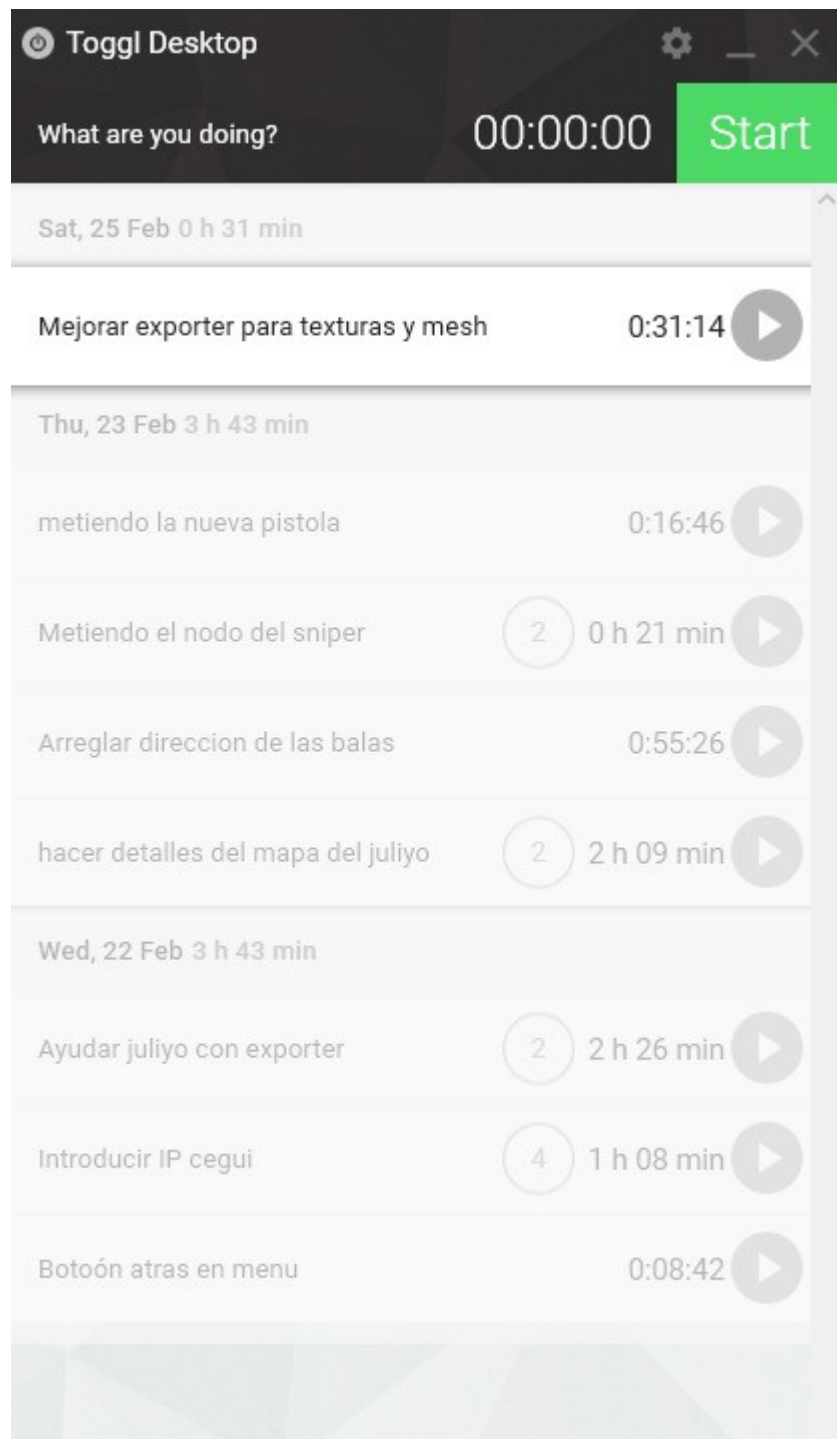 Toggl Desktop
What are you doing? 00:00:00 Start
Sat, 25 Feb 0 h 31 min
Mejorar exporter para texturas y mesh 0:31:14
Thu, 23 Feb 3 h 43 min
metiendo la nueva pistola 0:16:46
Metiendo el nodo del sniper 2 0 h 21 min
Arreglar direccion de las balas 0:55:26
hacer detalles del mapa del juliyo 2 2 h 09 min
Wed, 22 Feb 3 h 43 min
Ayudar juliyo con exporter 2 2 h 26 min
Introducir IP cegui 4 1 h 08 min
Botoón atras en menu 0:08:42